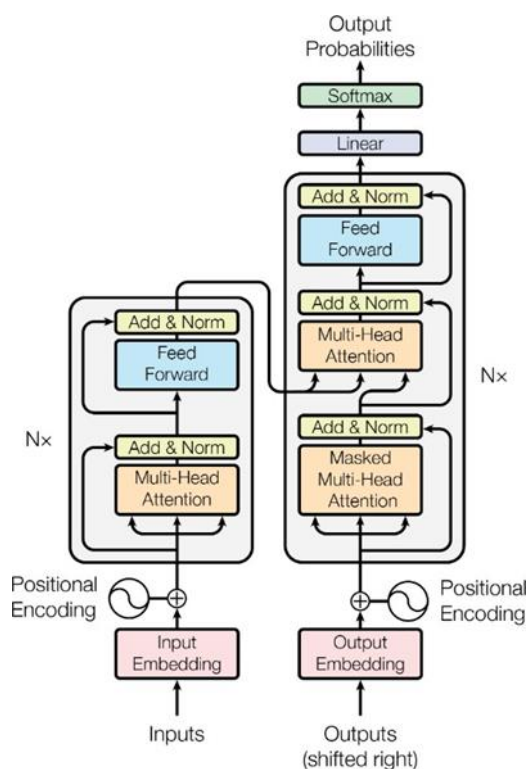 Output
Probabilities
Softmax
Linear
Add & Norm
Feed
Forward
Add & Norm
Multi-Head
Attention
Nx
Add & Norm
Masked
Multi-Head
Attention
Add & Norm
Feed
Forward
Nx
Add & Norm
Multi-Head
Attention
Positional
Encoding
Positional
Encoding
Input
Embedding
Output
Embedding
Inputs
Outputs
(shifted right)